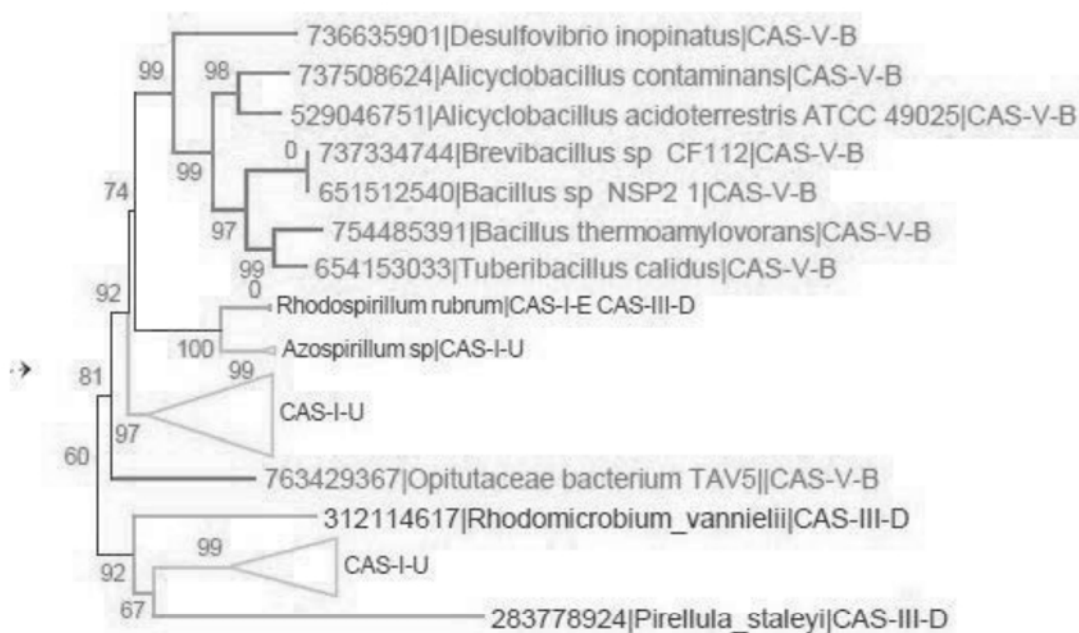 736635901|Desulfovibrio inopinatus|CAS-V-B
99
98
737508624|Alicyclobacillus contaminans|CAS-V-B
529046751|Alicyclobacillus acidoterrestris ATCC 49025|CAS-V-B
0
737334744|Brevibacillus sp CF112|CAS-V-B
99
74
651512540|Bacillus sp NSP2 1|CAS-V-B
97
754485391|Bacillus thermoamylovorans|CAS-V-B
99
654153033|Tuberibacillus calidus|CAS-V-B
0
92
Rhodospirillum rubrum|CAS-I-E CAS-III-D
100
Azospirillum sp|CAS-I-U
99
81
CAS-I-U
97
60
763429367|Opitutaceae bacterium TAV5||CAS-V-B
312114617|Rhodomicrobium_vannielii|CAS-III-D
99
CAS-I-U
92
67
283778924|Pirellula_staleyi|CAS-III-D